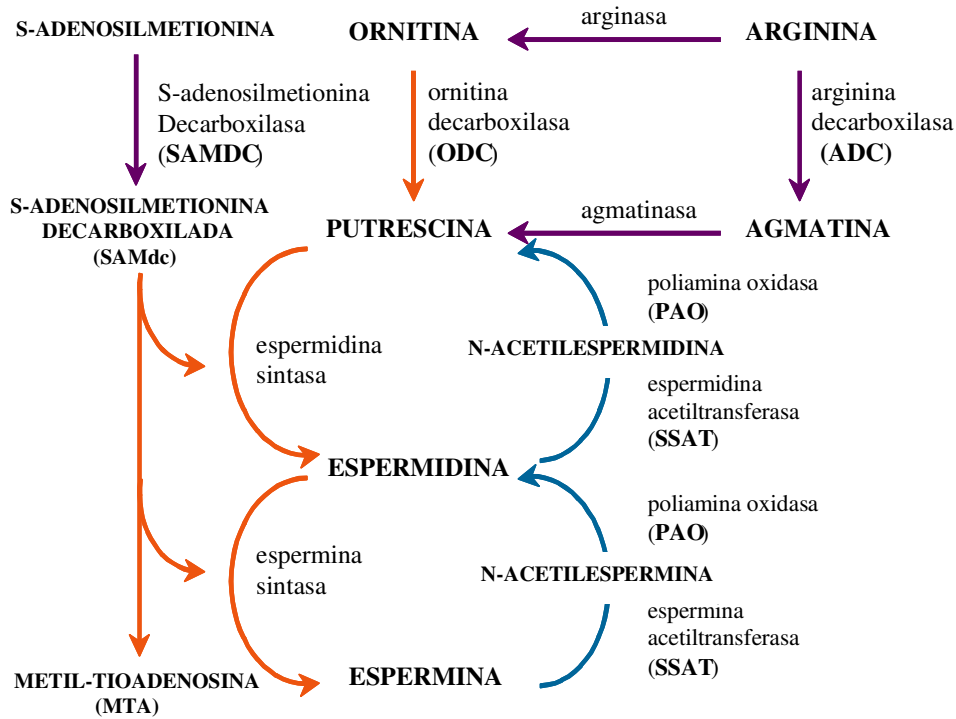 S-ADENOSILMETIONINA
ORNITINA
arginasa
ARGININA
S-adenosilmetionina
Decarboxilasa
(SAMDC)
ornitina
decarboxilasa
(ODC)
arginina
decarboxilasa
(ADC)
S-ADENOSILMETIONINA
DECARBOXILADA
(SAMdc)
PUTRESCINA
agmatinasa
AGMATINA
poliamina oxidasa
(PAO)
espermidina
sintasa
N-ACETILESPERMIDINA
espermidina
acetiltransferasa
(SSAT)
ESPERMIDINA
poliamina oxidasa
(PAO)
espermina
sintasa
N-ACETILESPERMINA
espermina
acetiltransferasa
(SSAT)
METIL-TIOADENOSINA
(MTA)
ESPERMINA